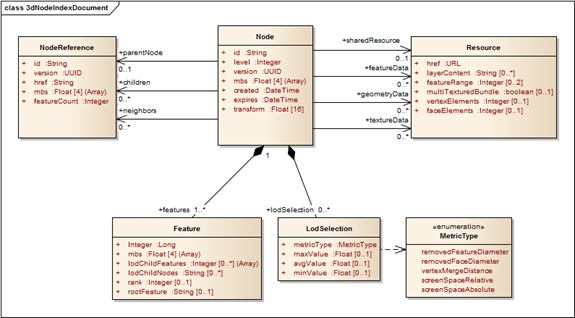 class 3dNodeIndexDocument
NodeReference
+ id :String
+ version :UUID
+ href :String
+ mbs :Float [4] (Array)
+ featureCount :Integer
+parentNode
0..1
+children
0..*
+neighbors
0..*
Node
+ id :String
+ level :Integer
+ version :UUID
+ mbs :Float [4] (Array)
+ created :DateTime
+ expires :DateTime
+ transform :Float [16]
+sharedResource
0..1
+featureData
0..*
+geometryData
0..*
+textureData
0..*
Resource
+ href :URL
+ layerContent :String [0..*]
+ featureRange :Integer [0..2]
+ multiTexturedBundle :boolean [0..1]
+ vertexElements :Integer [0..1]
+ faceElements :Integer [0..1]
1
+features 1..*
+lodSelection 0..*
Feature
+ Integer :Long
+ mbs :Float [4] (Array)
+ lodChildFeatures :Integer [0..*] (Array)
+ lodChildNodes :String [0..*]
+ rank :Integer [0..1]
+ rootFeature :String [0..1]
LodSelection
+ metricType :MetricType
+ maxValue :Float [0..1]
+ avgValue :Float [0..1]
+ minValue :Float [0..1]
«enumeration»
MetricType
removedFeatureDiameter
removedFaceDiameter
vertexMergeDistance
screenSpaceRelative
screenSpaceAbsolute